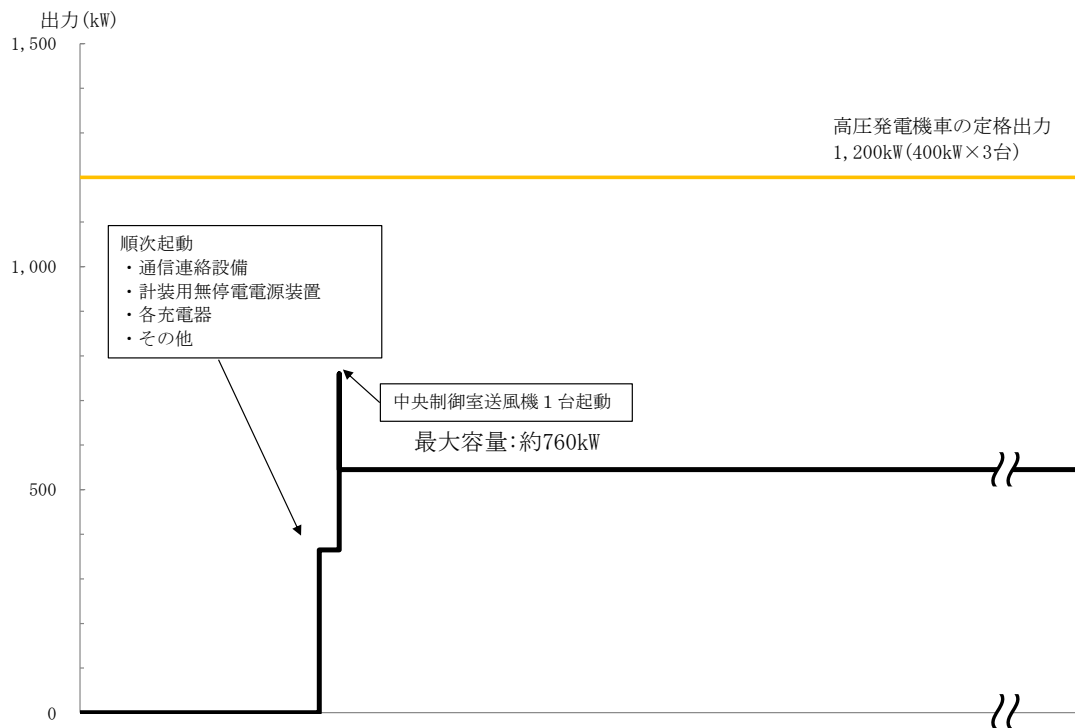 出力(kW)
1,500
高圧発電機車の定格出力
1,200kW(400kW×3台)
順次起動
・通信連絡設備
・計装用無停電電源装置
・各充電器
・その他
1,000
中央制御室送風機１台起動
最大容量:約760kW
500
0